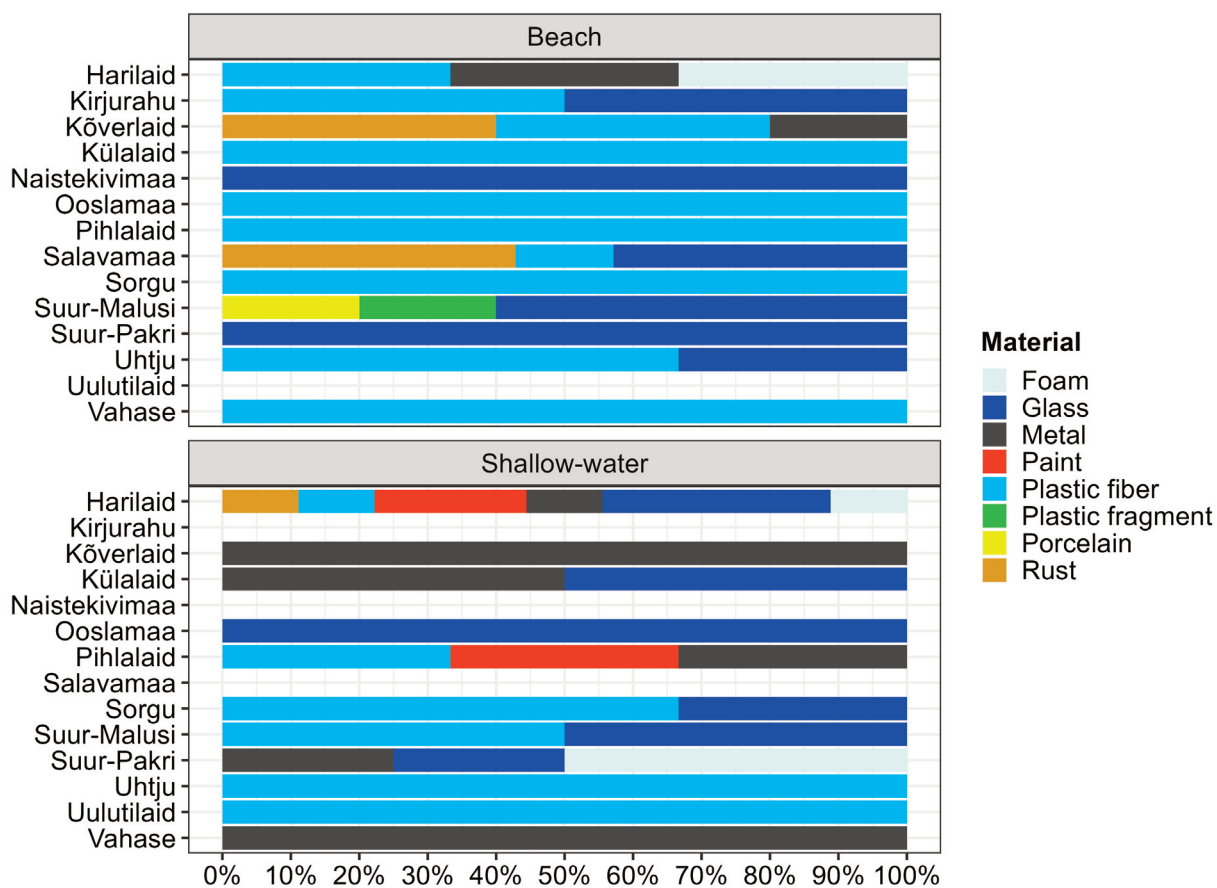 Beach
Harilaid
Kirjurahu
Kõverlaid
Külalaid
Naistekivimaa
Ooslamaa
Pihlalaid
Salavamaa
Sorgu
Suur-Malusi
Suur-Pakri
Uhtju
Uulutilaid
Vahase
Shallow-water
Harilaid
Kirjurahu
Kõverlaid
Külalaid
Naistekivimaa
Ooslamaa
Pihlalaid
Salavamaa
Sorgu
Suur-Malusi
Suur-Pakri
Uhtju
Uulutilaid
Vahase
0% 10% 20% 30% 40% 50% 60% 70% 80% 90% 100%
Material
Foam
Glass
Metal
Paint
Plastic fiber
Plastic fragment
Porcelain
Rust